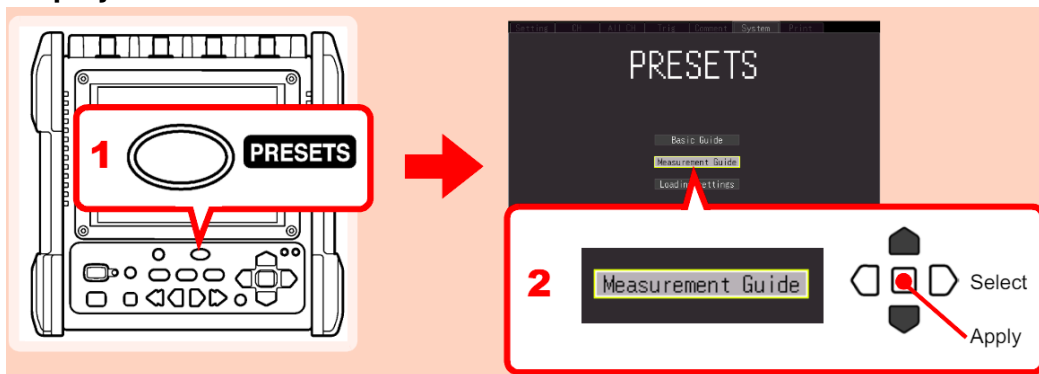 1
PRESETS
Setting | CH | All CH | Trig | Comment System Print
PRESETS
Basic Guide
Measurement Guide
Loading Settings
2
Measurement Guide
Select
Apply